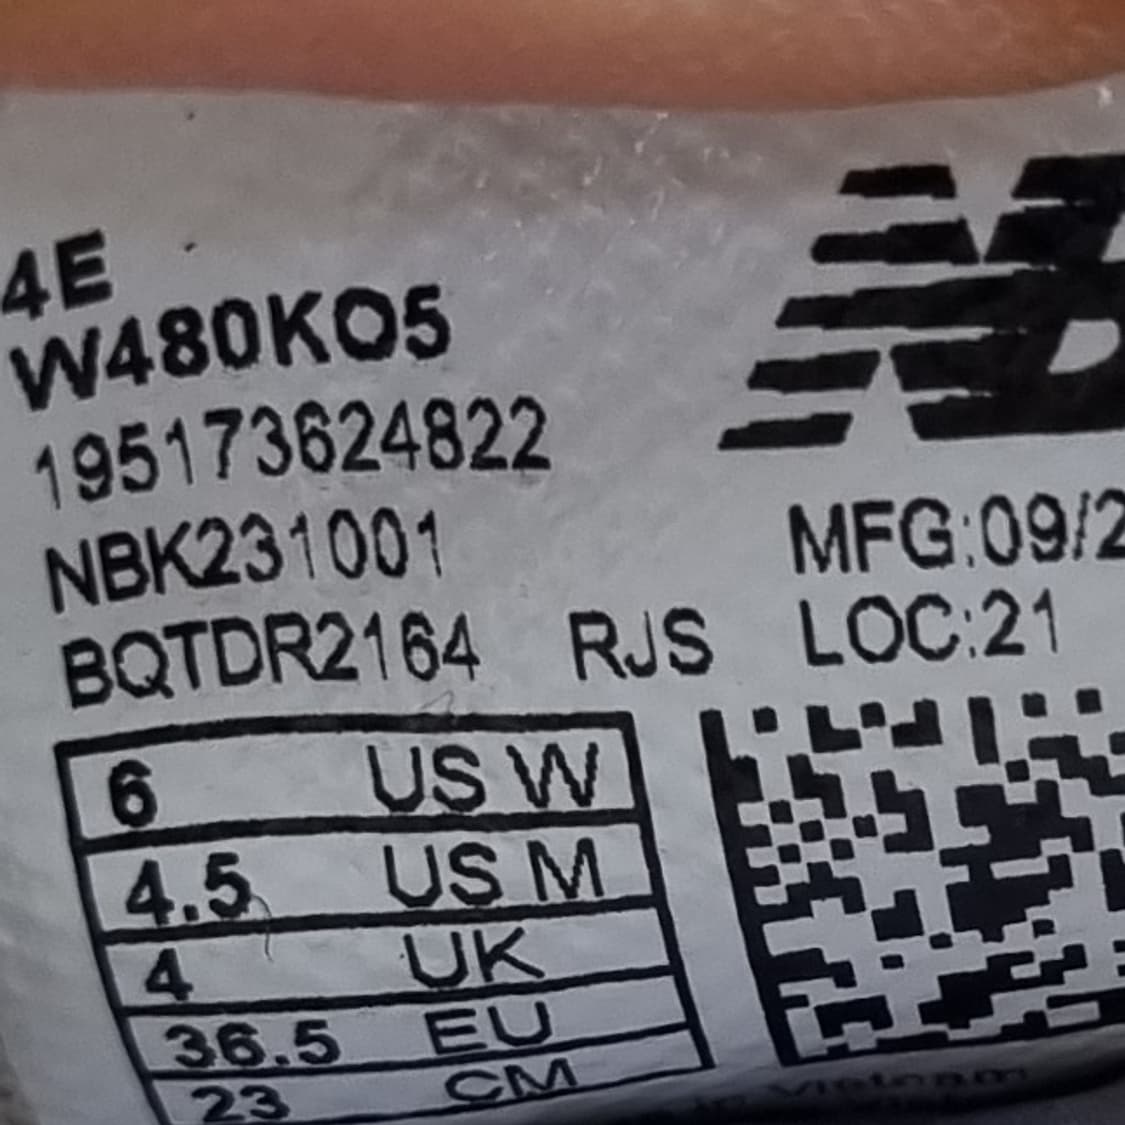 4E
W480KO5
195173624822
NBK231001
BQTDR2164 RJS
MFG:09/2
LOC:21
6 US W
4.5 US M
4 UK
36.5 EU
23 CM
Vietnam